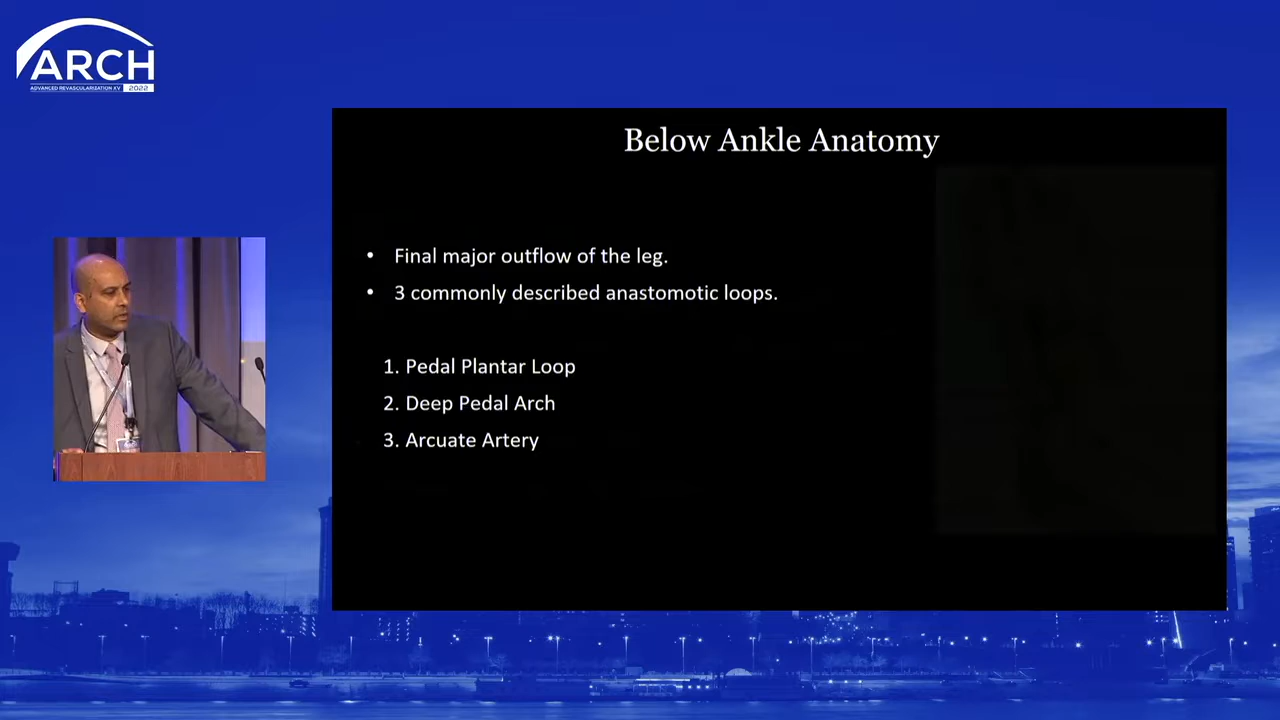 ARCH
ADVANCED REVASCULARIZATION XV 2022
Below Ankle Anatomy
• Final major outflow of the leg.
• 3 commonly described anastomotic loops.
1. Pedal Plantar Loop
2. Deep Pedal Arch
3. Arcuate Artery